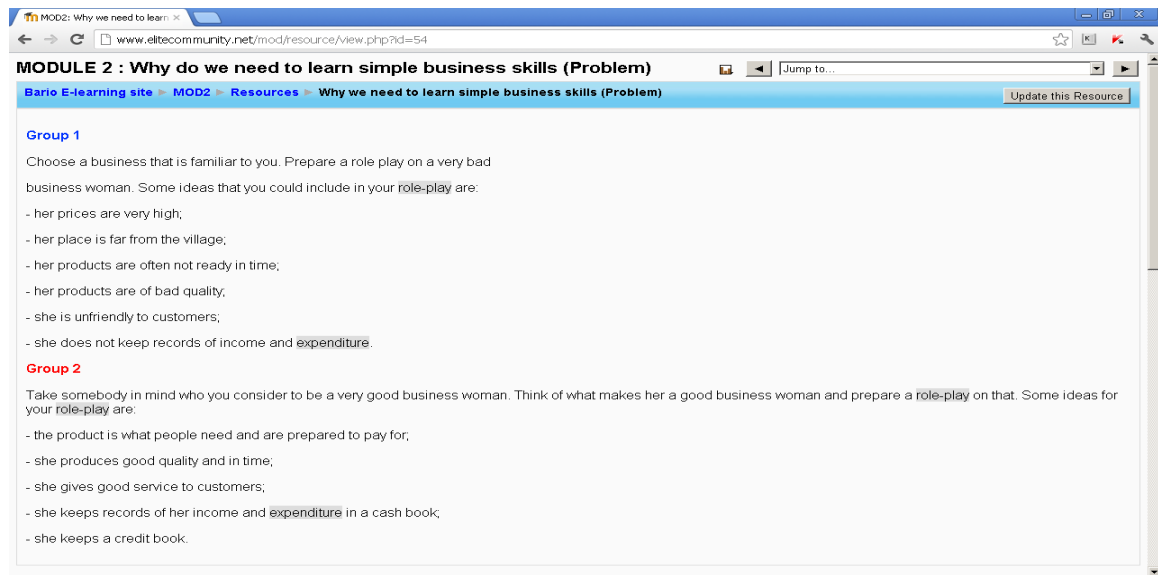 MOD2: Why we need to learn
www.elitecommunity.net/mod/resource/view.php?id=54
MODULE 2 : Why do we need to learn simple business skills (Problem)
Jump to...
Bario E-learning site ► MOD2 ► Resources ► Why we need to learn simple business skills (Problem)
Update this Resource
Group 1
Choose a business that is familiar to you. Prepare a role play on a very bad
business woman. Some ideas that you could include in your role-play are:
- her prices are very high;
- her place is far from the village;
- her products are often not ready in time;
- her products are of bad quality;
- she is unfriendly to customers;
- she does not keep records of income and expenditure.
Group 2
Take somebody in mind who you consider to be a very good business woman. Think of what makes her a good business woman and prepare a role-play on that. Some ideas for
your role-play are:
- the product is what people need and are prepared to pay for;
- she produces good quality and in time;
- she gives good service to customers;
- she keeps records of her income and expenditure in a cash book;
- she keeps a credit book.